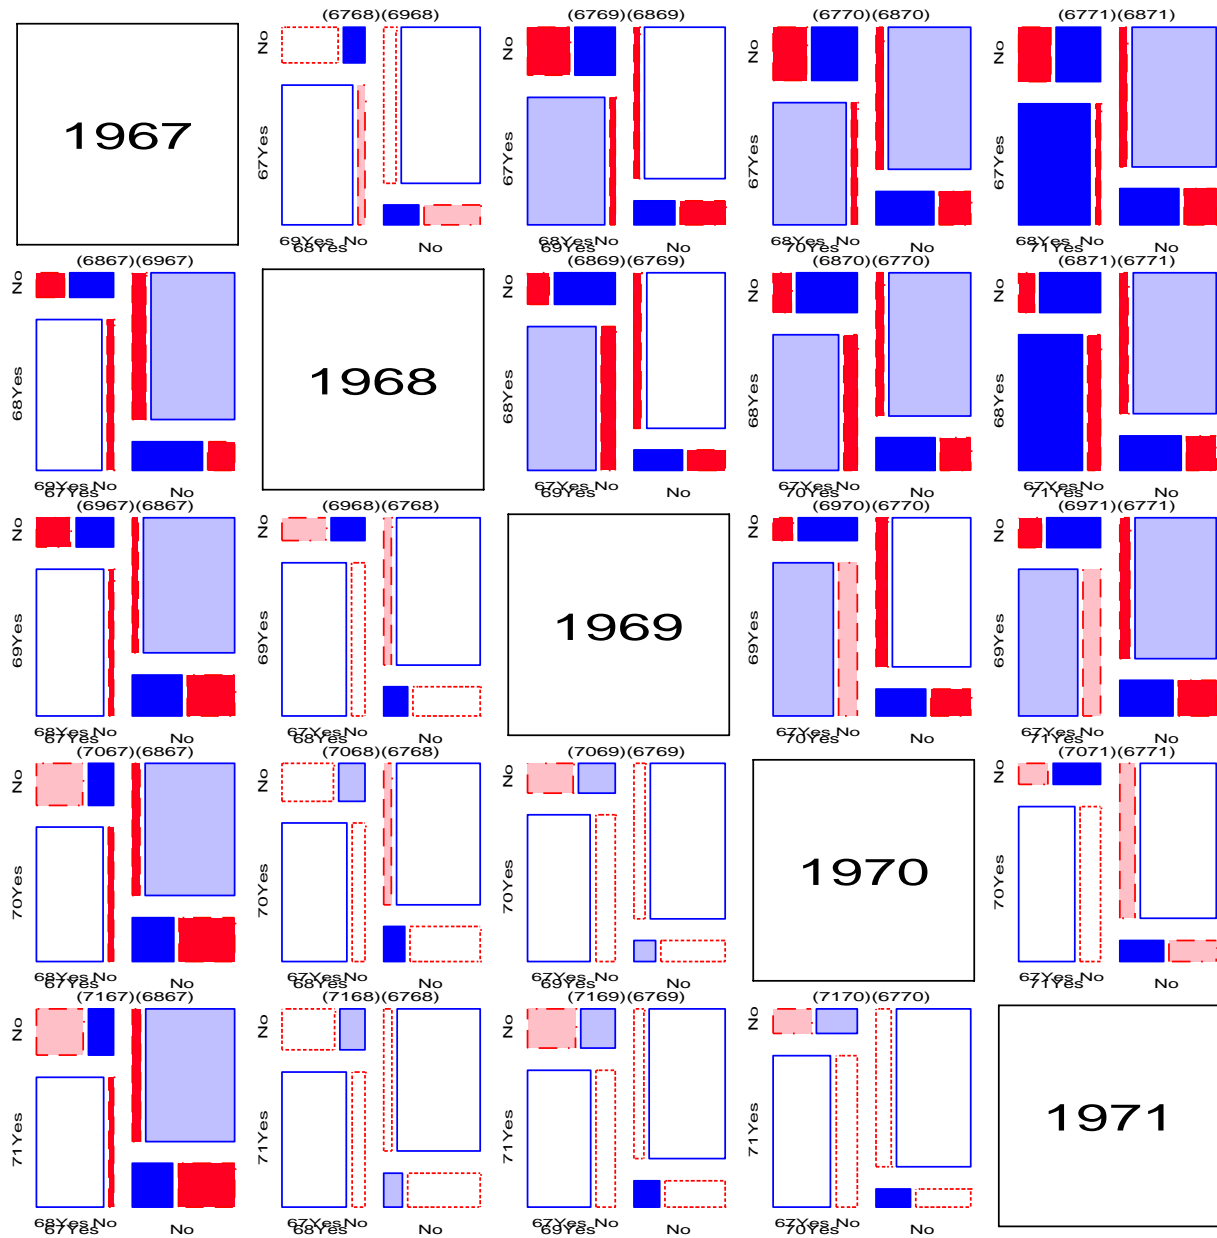 1967
(6768)(6968)
No
67Yes
69Yes No
68Yes No
(6769)(6869)
No
67Yes
68Yes No
69Yes No
(6770)(6870)
No
67Yes
68Yes No
70Yes No
(6771)(6871)
No
67Yes
68Yes No
71Yes No
(6867)(6967)
No
68Yes
69Yes No
67Yes No
1968
(6869)(6769)
No
68Yes
67Yes No
69Yes No
(6870)(6770)
No
68Yes
67Yes No
70Yes No
(6871)(6771)
No
68Yes
67Yes No
71Yes No
(6967)(6867)
No
69Yes
68Yes No
67Yes No
(6968)(6768)
No
69Yes
67Yes No
68Yes No
1969
(6970)(6770)
No
69Yes
67Yes No
70Yes No
(6971)(6771)
No
69Yes
67Yes No
71Yes No
(7067)(6867)
No
70Yes
68Yes No
67Yes No
(7068)(6768)
No
70Yes
67Yes No
68Yes No
(7069)(6769)
No
70Yes
67Yes No
69Yes No
1970
(7071)(6771)
No
70Yes
67Yes No
71Yes No
(7167)(6867)
No
71Yes
68Yes No
67Yes No
(7168)(6768)
No
71Yes
67Yes No
68Yes No
(7169)(6769)
No
71Yes
67Yes No
69Yes No
(7170)(6770)
No
71Yes
67Yes No
70Yes No
1971